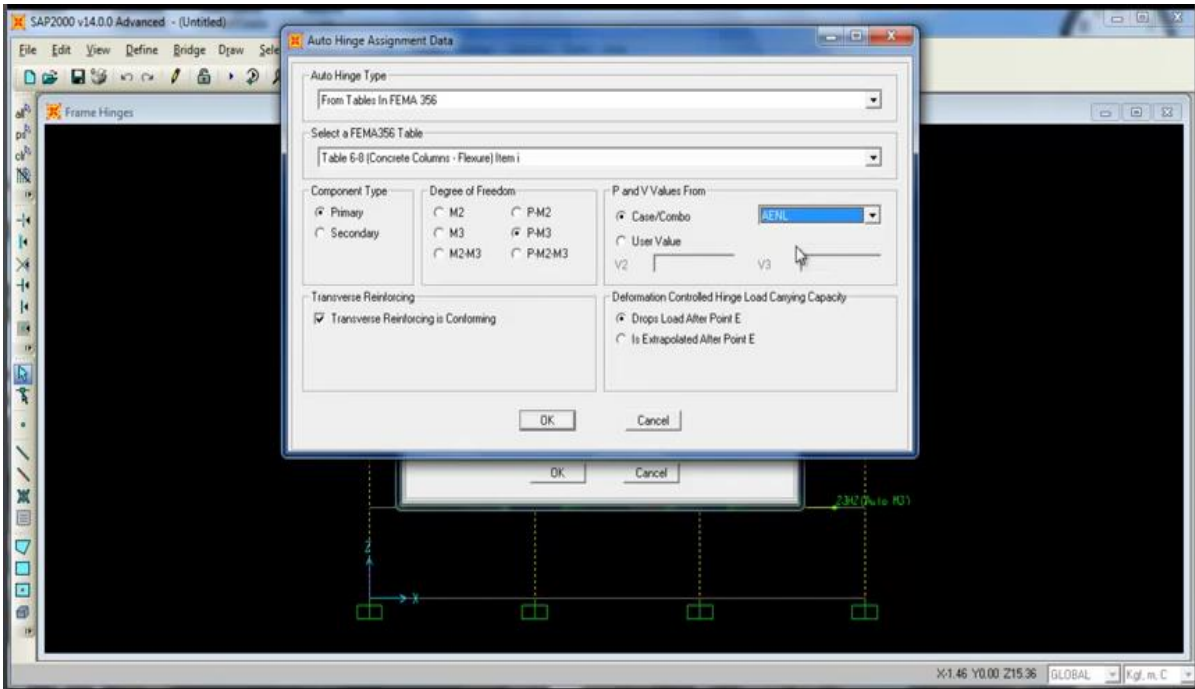 SAP2000 v14.0.0 Advanced - (Untitled)
File Edit View Define Bridge Draw Sele
Frame Hinges
Auto Hinge Assignment Data
Auto Hinge Type
From Tables In FEMA 356
Select a FEMA356 Table
Table 6-8 (Concrete Columns - Flexure) Item i
Component Type
Primary
Secondary
Degree of Freedom
M2 P-M2
M3 P-M3
M2-M3 P-M2-M3
P and V Values From
Case/Combo AENL
User Value
V2 V3
Transverse Reinforcing
Transverse Reinforcing is Conforming
Deformation Controlled Hinge Load Carrying Capacity
Drops Load After Point E
Is Extrapolated After Point E
OK Cancel
OK Cancel
23H2(Auto M3)
Z
X
X-1.46 Y0.00 Z15.36 GLOBAL Kgf, m, C